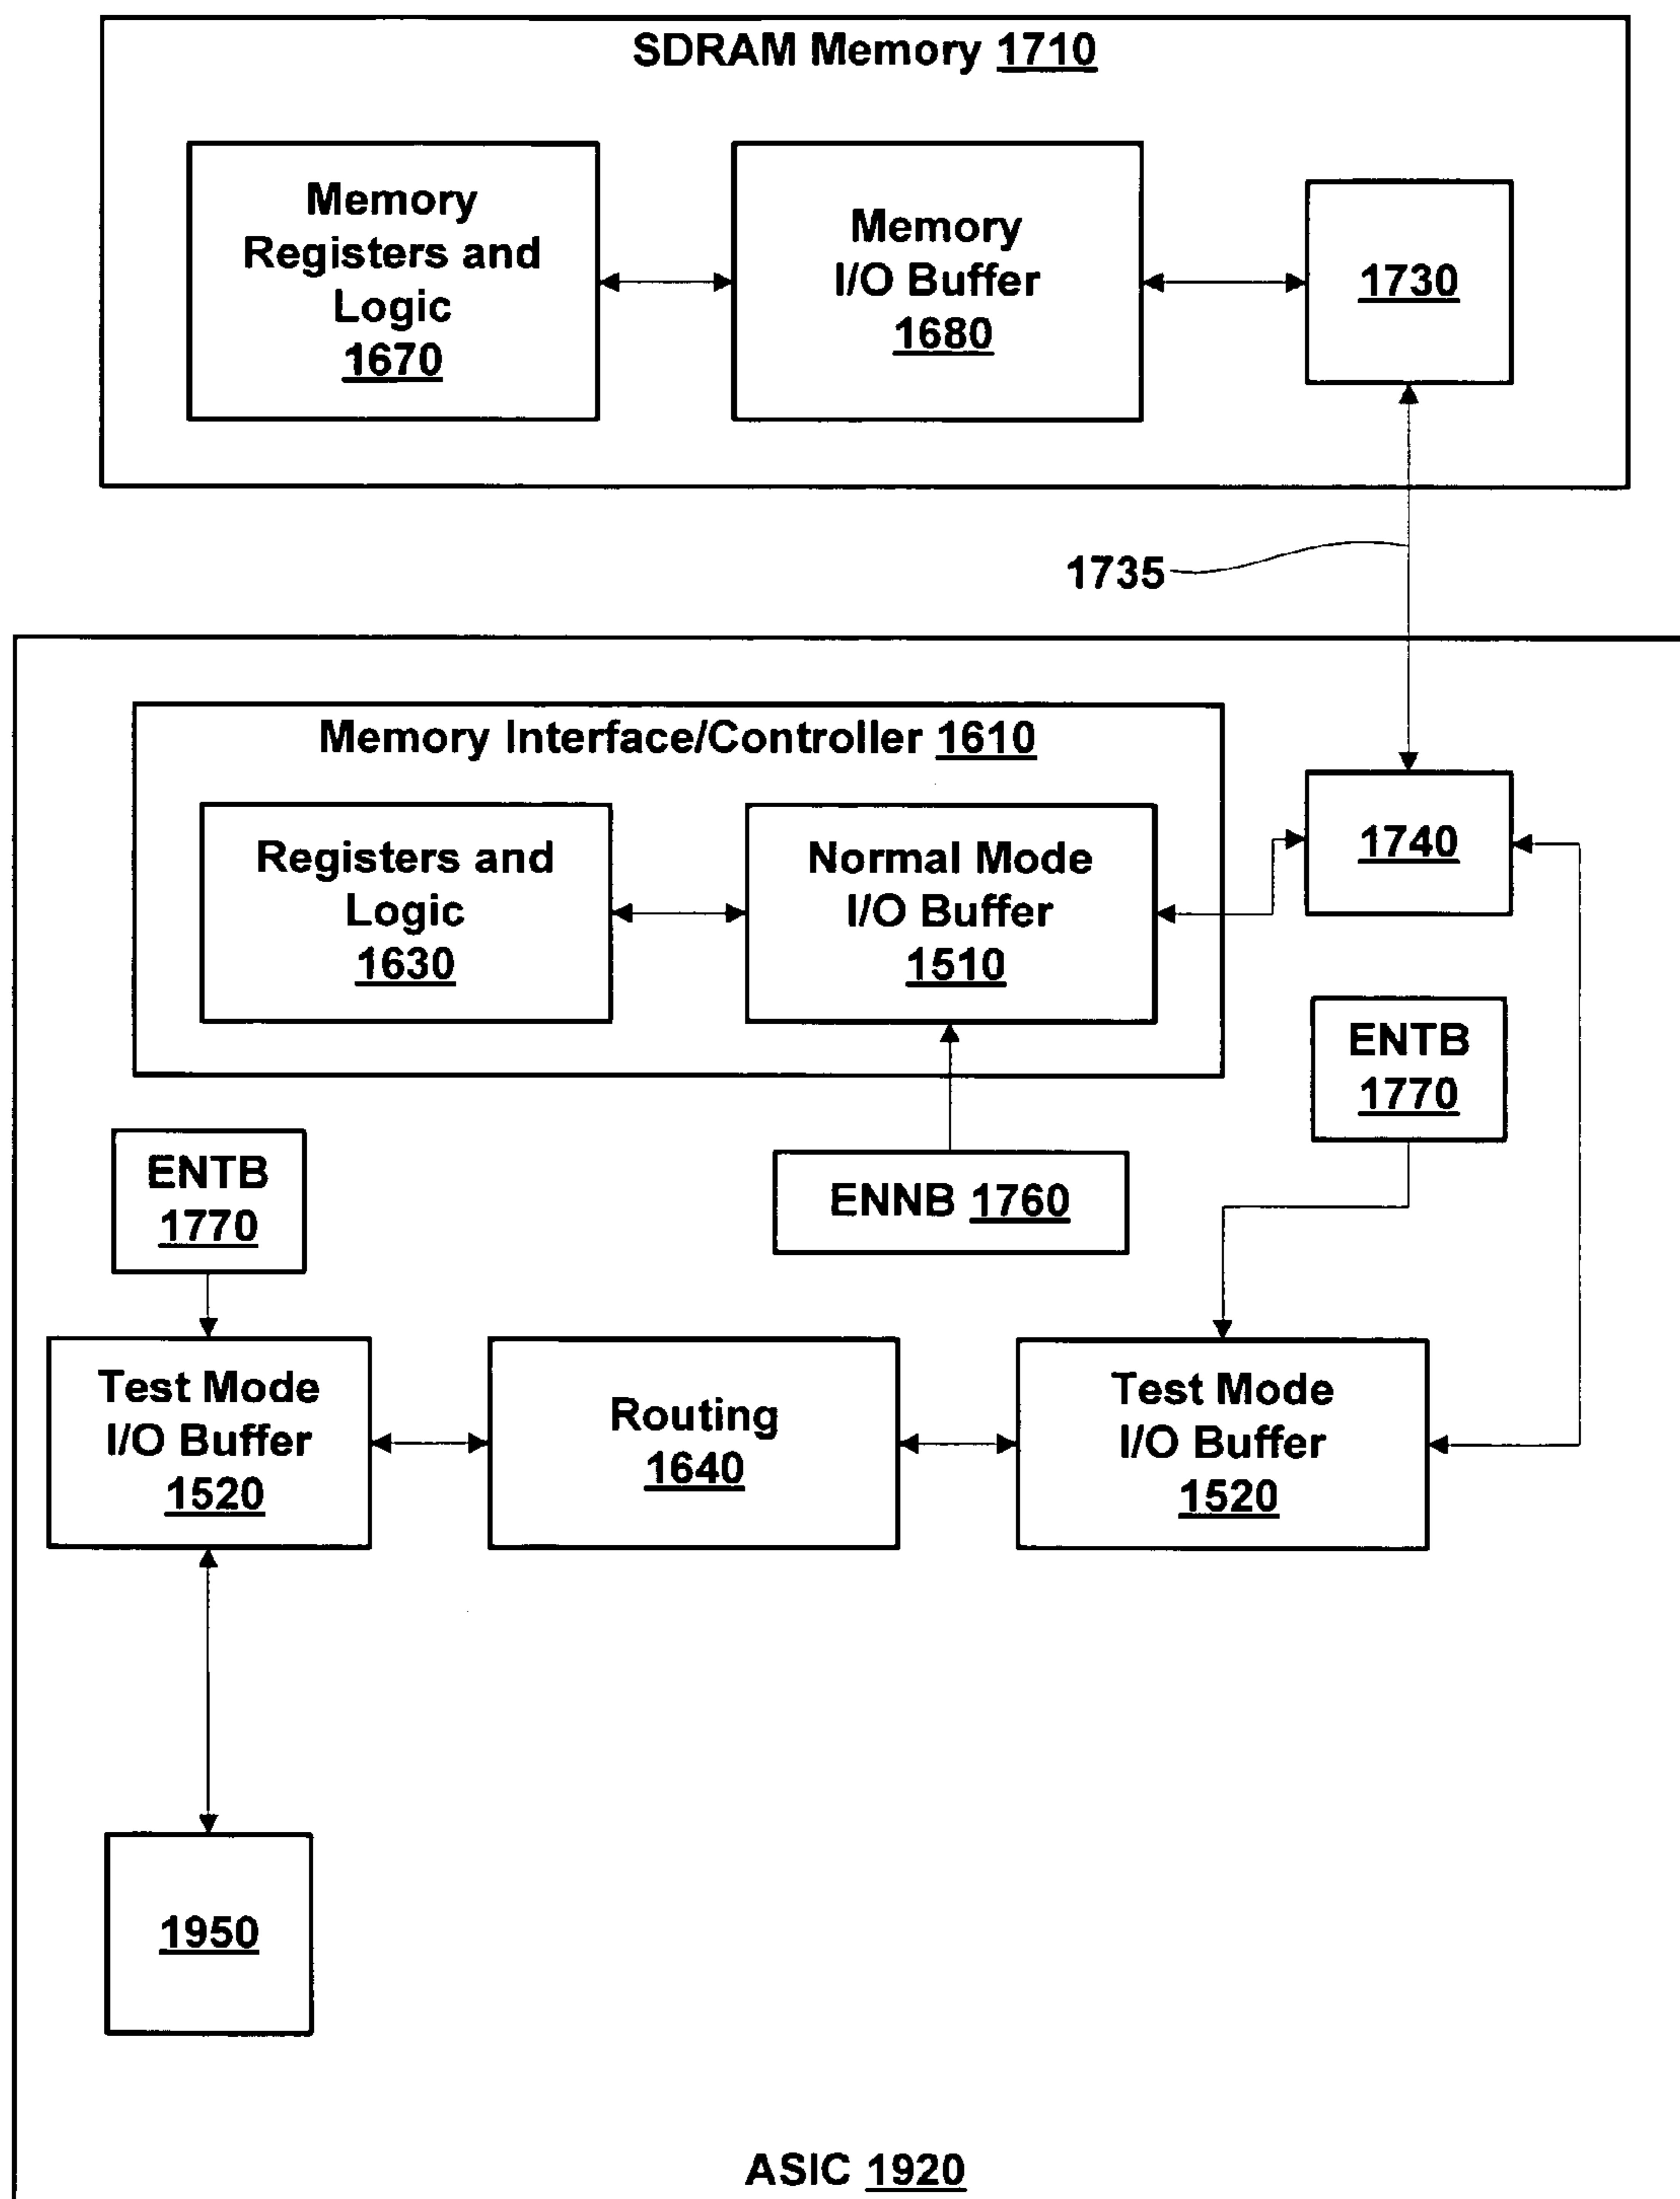 SDRAM Memory 1710
Memory
Registers and
Logic
1670
Memory
I/O Buffer
1680
1730
1735
Memory Interface/Controller 1610
Registers and
Logic
1630
Normal Mode
I/O Buffer
1510
1740
ENTB
1770
ENTB
1770
ENNB 1760
Test Mode
I/O Buffer
1520
Routing
1640
Test Mode
I/O Buffer
1520
1950
ASIC 1920